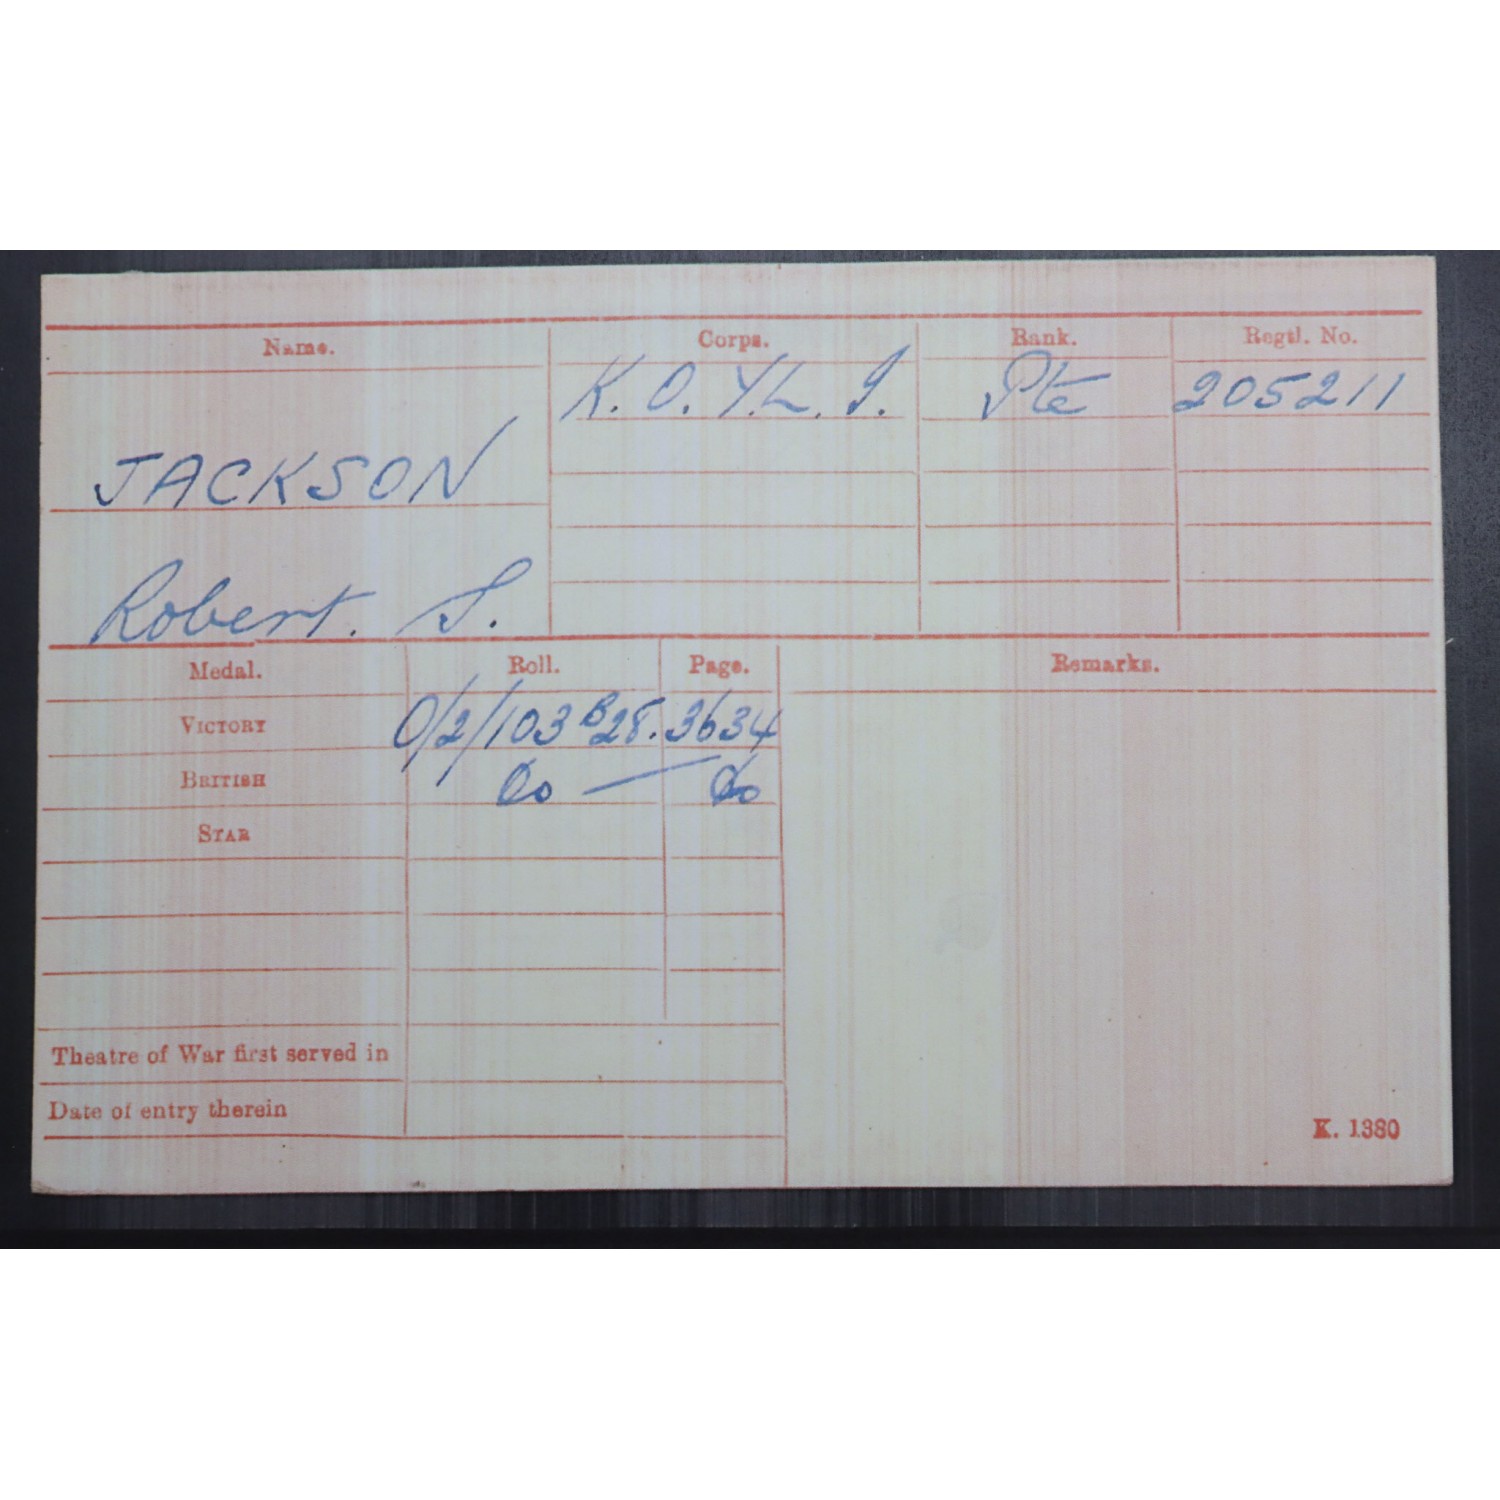 Name. Corps. Rank. Regtl. No.
K. O. Y. L. I. Pte 205211
JACKSON
Robert. S.
Medal. Roll. Page. Remarks.
VICTORY O/2/103 B28. 3634
BRITISH Do — Do
STAR
Theatre of War first served in
Date of entry therein
K. 1380